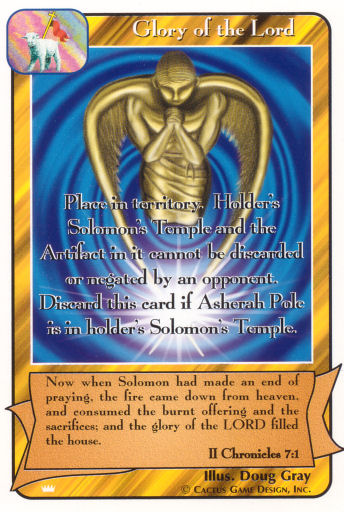 Glory of the Lord
Place in territory. Holder's
Solomon's Temple and the
Artifact in it cannot be discarded
or negated by an opponent.
Discard this card if Asherah Pole
is in holder's Solomon's Temple.
Now when Solomon had made an end of
praying, the fire came down from heaven,
and consumed the burnt offering and the
sacrifices; and the glory of the LORD filled
the house.
II Chronicles 7:1
Illus. Doug Gray
© CACTUS GAME DESIGN, INC.